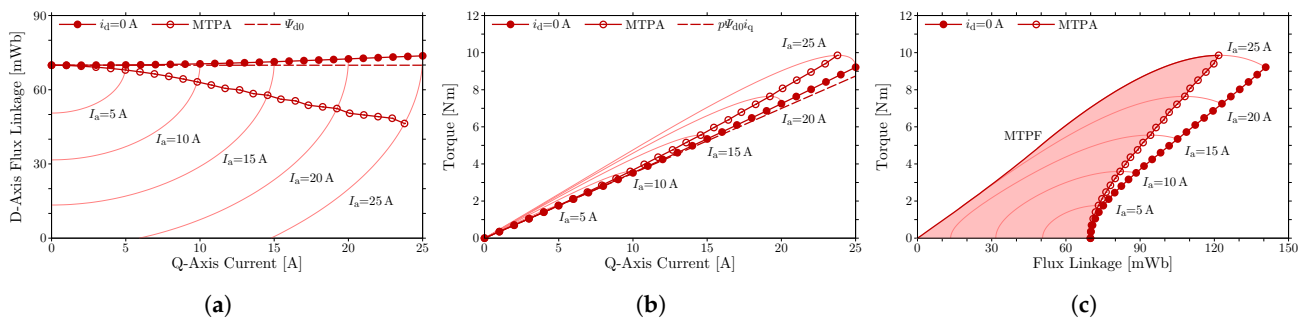 i_d=0 A MTPA Ψ_d0
D-Axis Flux Linkage [mWb]
90
60
30
0
I_a=5 A
I_a=10 A
I_a=15 A
I_a=20 A
I_a=25 A
0 5 10 15 20 25
Q-Axis Current [A]
(a)
i_d=0 A MTPA pΨ_d0 i_q
Torque [N m]
12
10
8
6
4
2
0
I_a=25 A
I_a=20 A
I_a=15 A
I_a=10 A
I_a=5 A
0 5 10 15 20 25
Q-Axis Current [A]
(b)
i_d=0 A MTPA
Torque [N m]
12
10
8
6
4
2
0
I_a=25 A
I_a=20 A
MTPF
I_a=15 A
I_a=10 A
I_a=5 A
0 30 60 90 120 150
Flux Linkage [mWb]
(c)